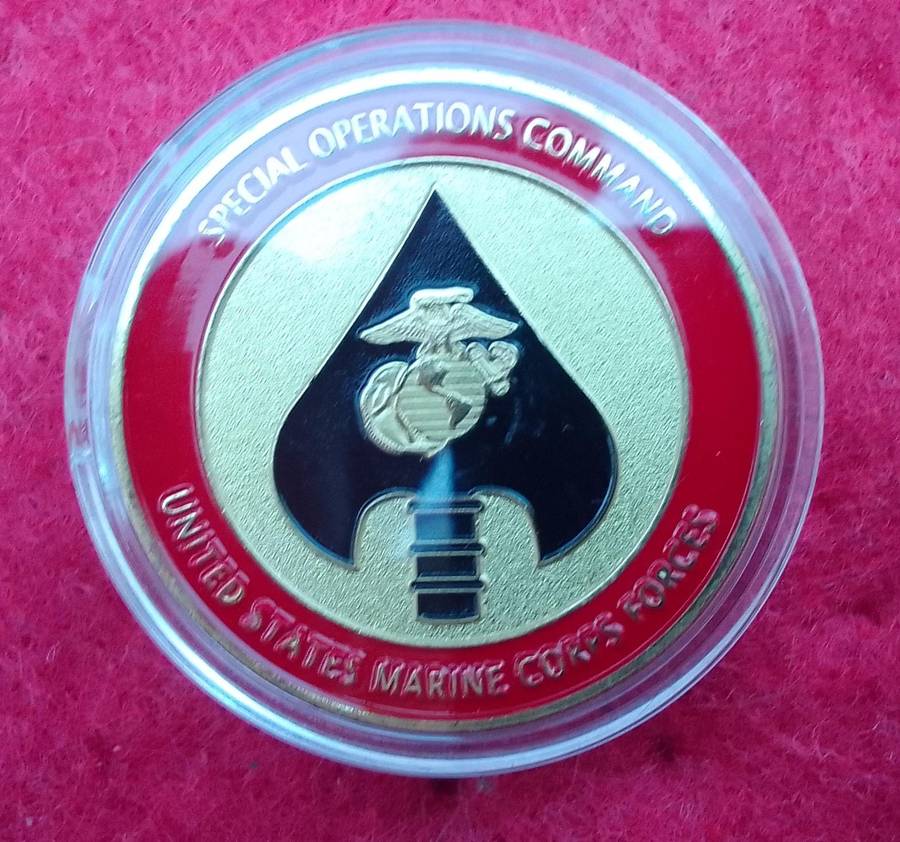 SPECIAL OPERATIONS COMMAND
UNITED STATES MARINE CORPS FORCES